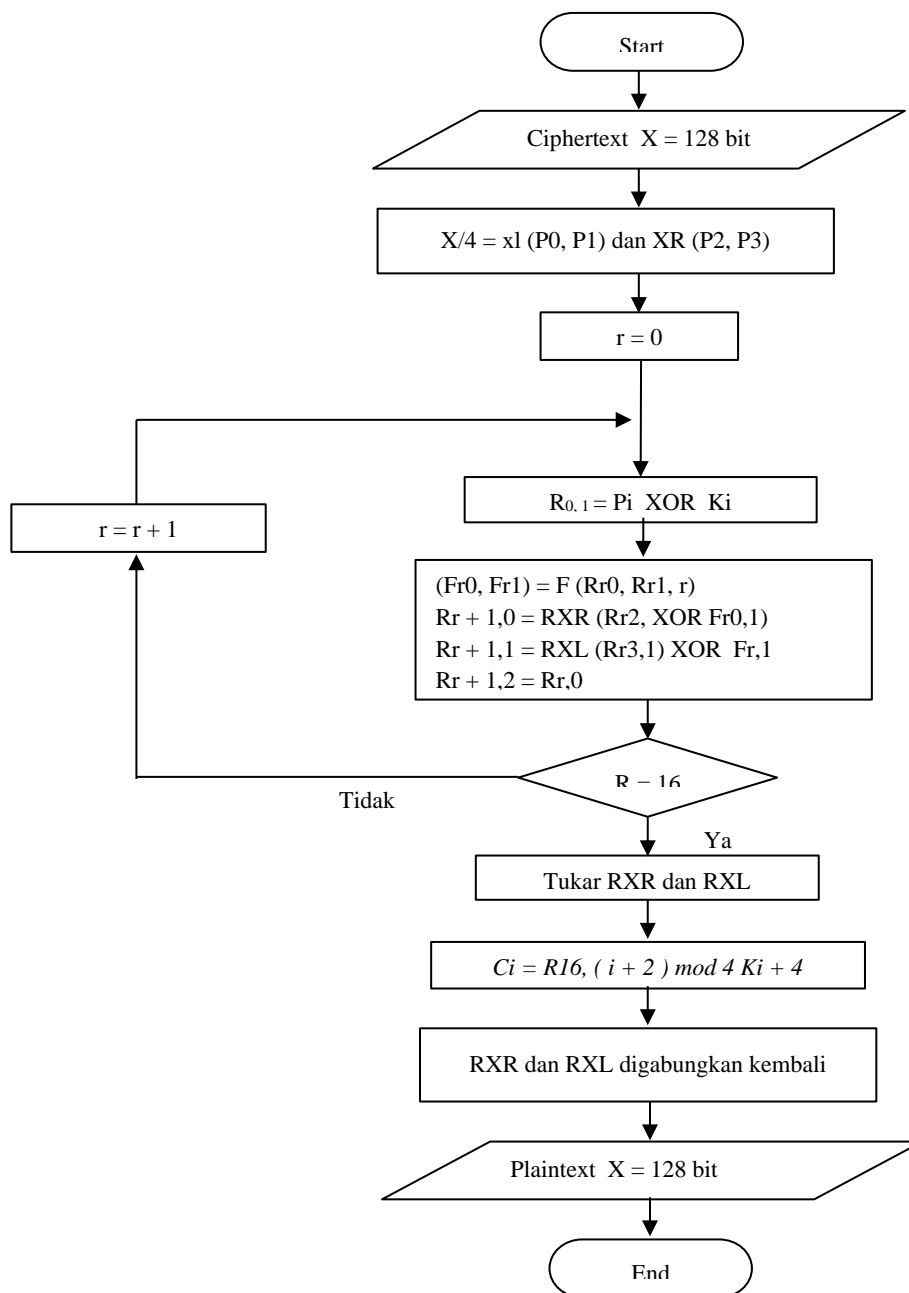 Start
Ciphertext X = 128 bit
X/4 = xl (P0, P1) dan XR (P2, P3)
r = 0
R0, 1 = Pi XOR Ki
r = r + 1
(Fr0, Fr1) = F (Rr0, Rr1, r)
Rr + 1,0 = RXR (Rr2, XOR Fr0,1)
Rr + 1,1 = RXL (Rr3,1) XOR Fr,1
Rr + 1,2 = Rr,0
R = 16
Tidak
Ya
Tukar RXR dan RXL
Ci = R16, ( i + 2 ) mod 4 Ki + 4
RXR dan RXL digabungkan kembali
Plaintext X = 128 bit
End